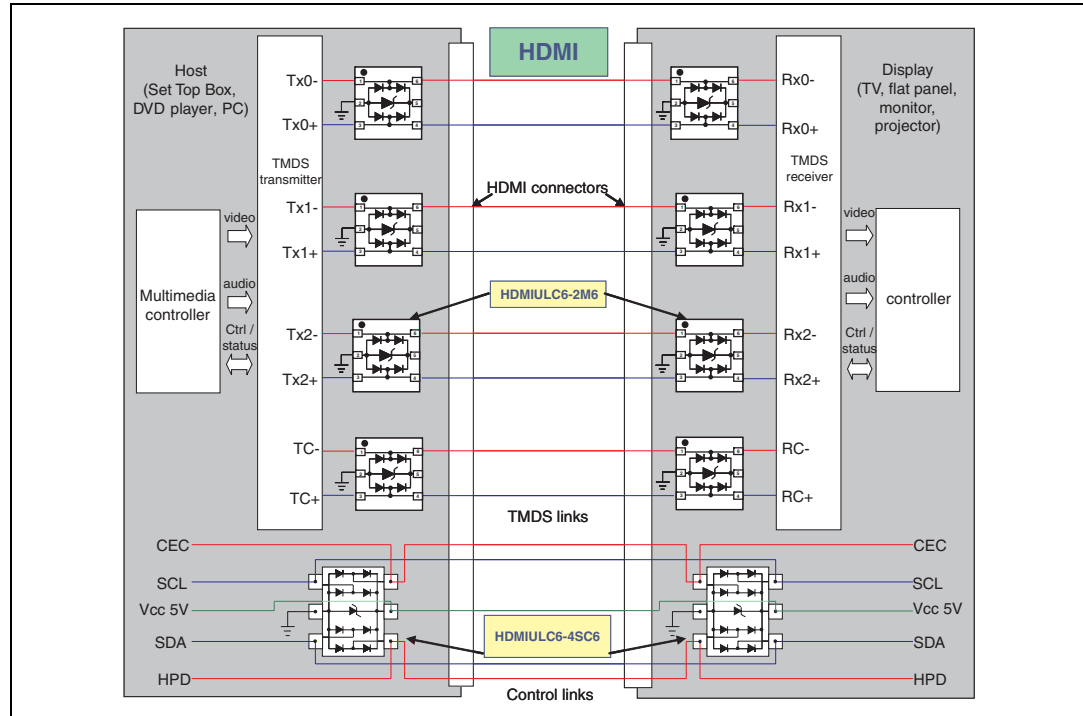 HDMI
Host
(Set Top Box,
DVD player, PC)
Display
(TV, flat panel,
monitor,
projector)
Tx0-
Tx0+
TMDS
transmitter
Tx1-
Tx1+
Tx2-
Tx2+
TC-
TC+
Rx0-
Rx0+
TMDS
receiver
Rx1-
Rx1+
Rx2-
Rx2+
RC-
RC+
HDMI connectors
video
audio
Ctrl /
status
Multimedia
controller
video
audio
Ctrl /
status
controller
HDMIULC6-2M6
TMDS links
CEC
SCL
Vcc 5V
SDA
HPD
CEC
SCL
Vcc 5V
SDA
HPD
HDMIULC6-4SC6
Control links